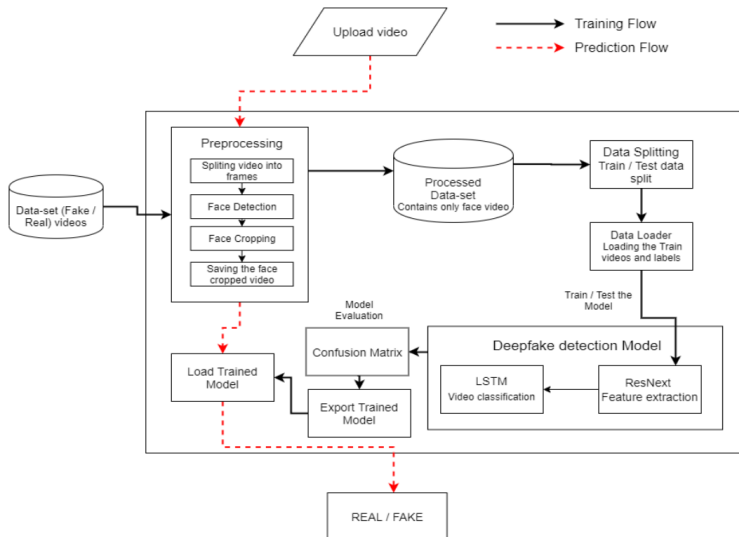 Upload video
Training Flow
Prediction Flow
Preprocessing
Spliting video into
frames
Face Detection
Face Cropping
Saving the face
cropped video
Data-set (Fake /
Real) videos
Processed
Data-set
Contains only face video
Data Splitting
Train / Test data
split
Data Loader
Loading the Train
videos and labels
Train / Test the
Model
Model
Evaluation
Confusion Matrix
Export Trained
Model
Load Trained
Model
Deepfake detection Model
LSTM
Video classification
ResNext
Feature extraction
REAL / FAKE